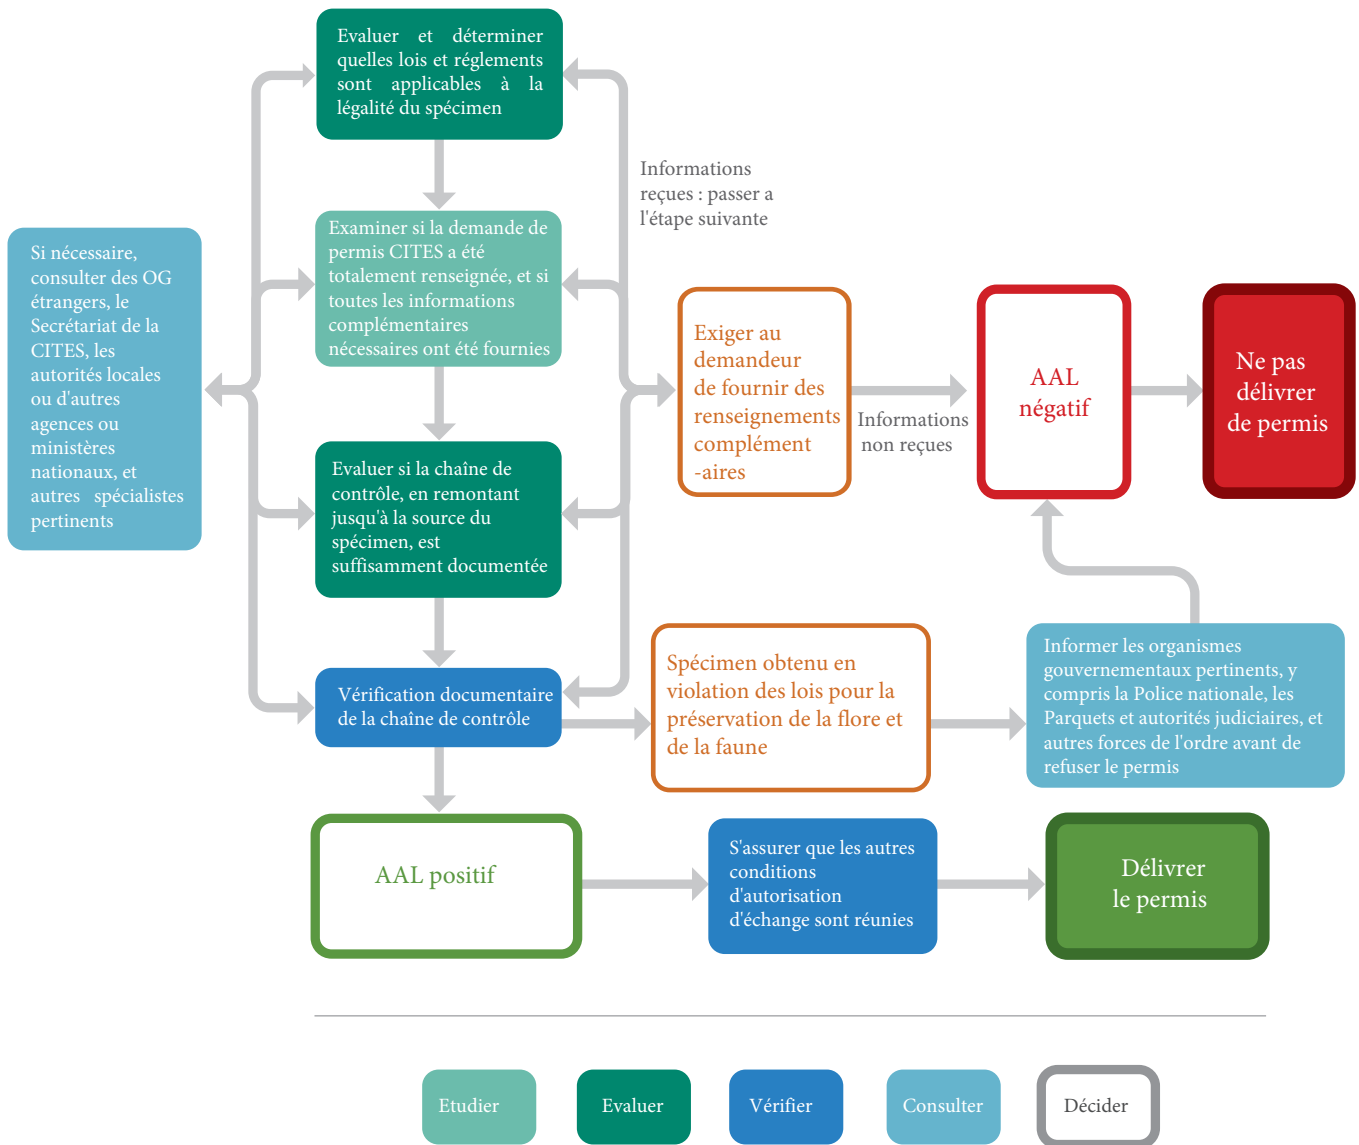 Evaluer et déterminer
quelles lois et réglements
sont applicables à la
légalité du spécimen
Informations
reçues : passer a
l'étape suivante
Si nécessaire,
consulter des OG
étrangers, le
Secrétariat de la
CITES, les
autorités locales
ou d'autres
agences ou
ministères
nationaux, et
autres spécialistes
pertinents
Examiner si la demande de
permis CITES a été
totalement renseignée, et si
toutes les informations
complémentaires
nécessaires ont été fournies
Exiger au
demandeur
de fournir des
renseignements
complément
-aires
Informations
non reçues
AAL
négatif
Ne pas
délivrer
de permis
Evaluer si la chaîne de
contrôle, en remontant
jusqu'à la source du
spécimen, est
suffisamment documentée
Vérification documentaire
de la chaîne de contrôle
Spécimen obtenu en
violation des lois pour la
préservation de la flore et
de la faune
Informer les organismes
gouvernementaux pertinents, y
compris la Police nationale, les
Parquets et autorités judiciaires, et
autres forces de l'ordre avant de
refuser le permis
AAL positif
S'assurer que les autres
conditions
d'autorisation
d'échange sont réunies
Délivrer
le permis
Etudier
Evaluer
Vérifier
Consulter
Décider